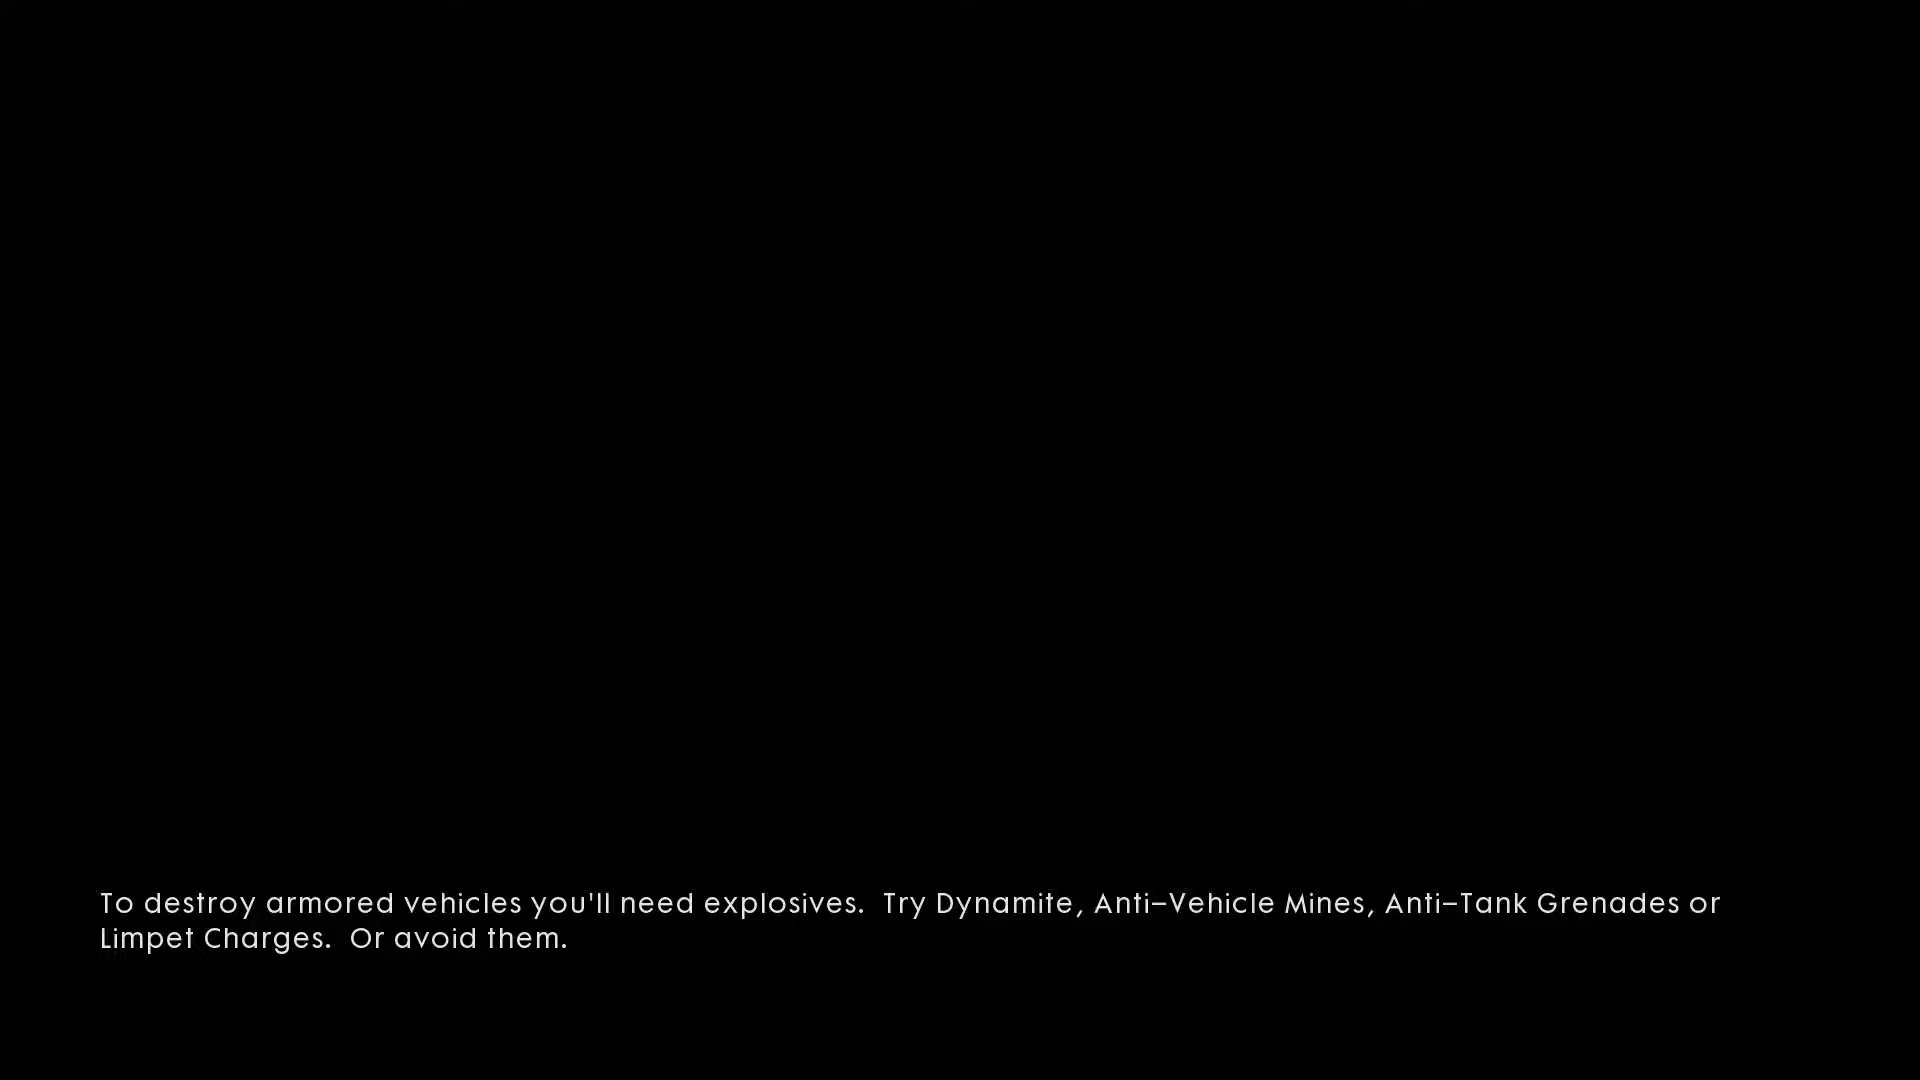 To destroy armored vehicles you'll need explosives.  Try Dynamite, Anti-Vehicle Mines, Anti-Tank Grenades or
Limpet Charges.  Or avoid them.